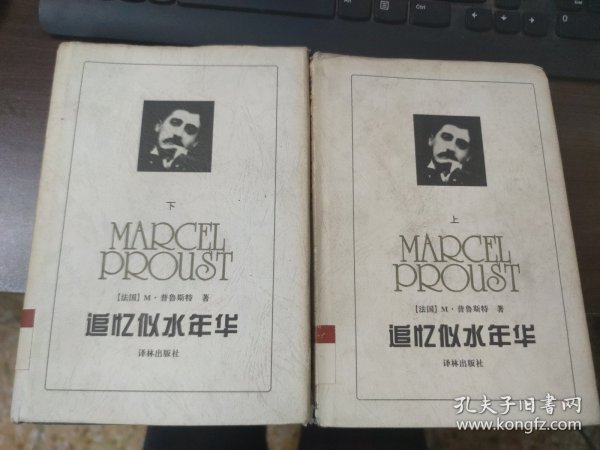 下
MARCEL
PROUST
【法国】M·普鲁斯特 著
追忆似水年华
译林出版社
上
MARCEL
PROUST
【法国】M·普鲁斯特 著
追忆似水年华
译林出版社
孔夫子旧书网
www.kongfz.com